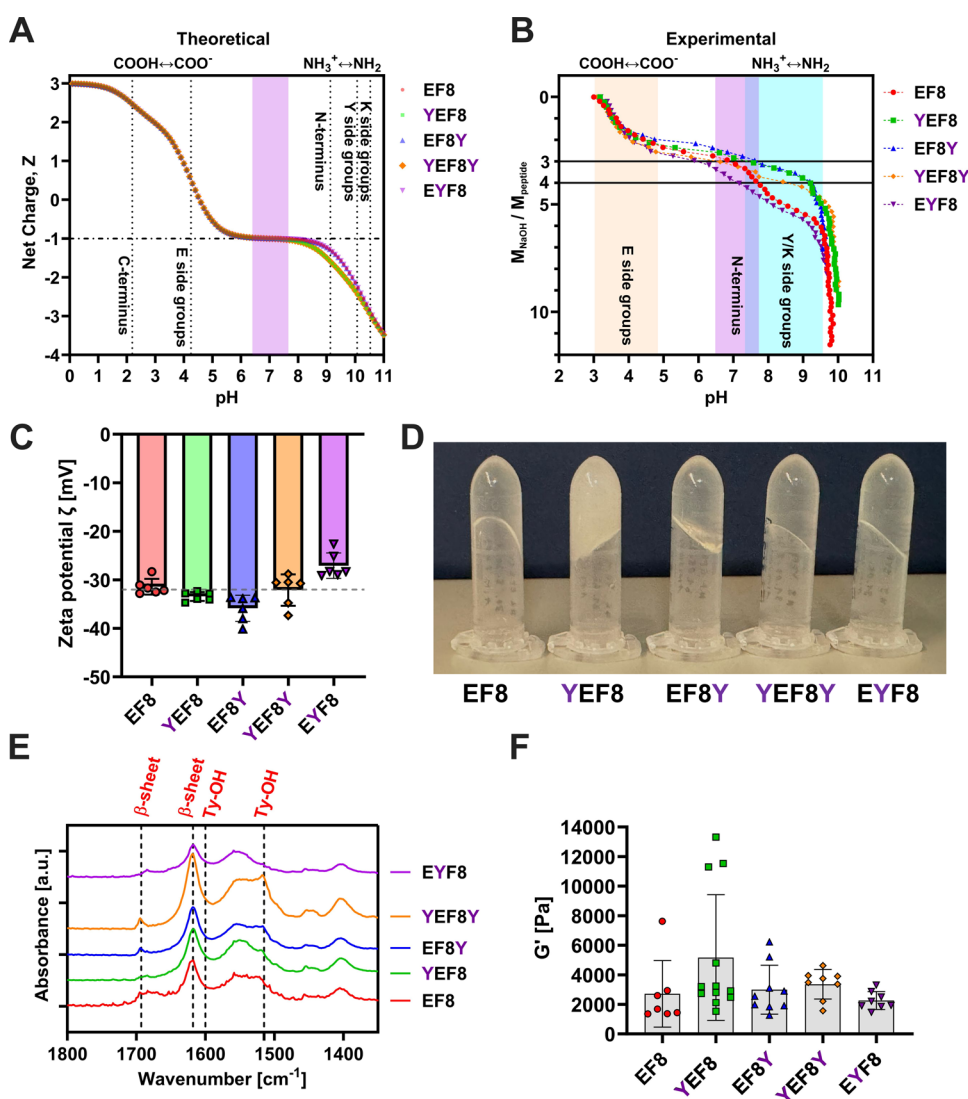 A
Theoretical
COOH↔COO⁻
NH₃⁺↔NH₂
Net Charge, Z
3
2
1
0
-1
-2
-3
-4
C-terminus
E side groups
N-terminus
Y side groups
K side groups
0 1 2 3 4 5 6 7 8 9 10 11
pH
EF8
YEF8
EF8Y
YEF8Y
EYF8
B
Experimental
COOH↔COO⁻
NH₃⁺↔NH₂
M_NaOH / M_peptide
0
3
4
5
10
E side groups
N-terminus
Y/K side groups
2 3 4 5 6 7 8 9 10 11
pH
EF8
YEF8
EF8Y
YEF8Y
EYF8
C
Zeta potential ζ [mV]
0
-10
-20
-30
-40
-50
EF8
YEF8
EF8Y
YEF8Y
EYF8
D
EF8 YEF8 EF8Y YEF8Y EYF8
E
β-sheet
β-sheet
Ty-OH
Ty-OH
Absorbance [a.u.]
EYF8
YEF8Y
EF8Y
YEF8
EF8
1800 1700 1600 1500 1400
Wavenumber [cm⁻¹]
F
G' [Pa]
14000
12000
10000
8000
6000
4000
2000
0
EF8
YEF8
EF8Y
YEF8Y
EYF8